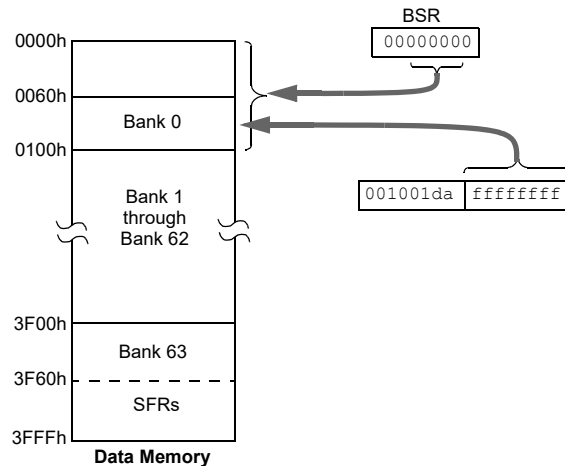 BSR
00000000
0000h
0060h
Bank 0
0100h
001001da ffffffff
Bank 1
through
Bank 62
3F00h
Bank 63
3F60h
SFRs
3FFFh
Data Memory